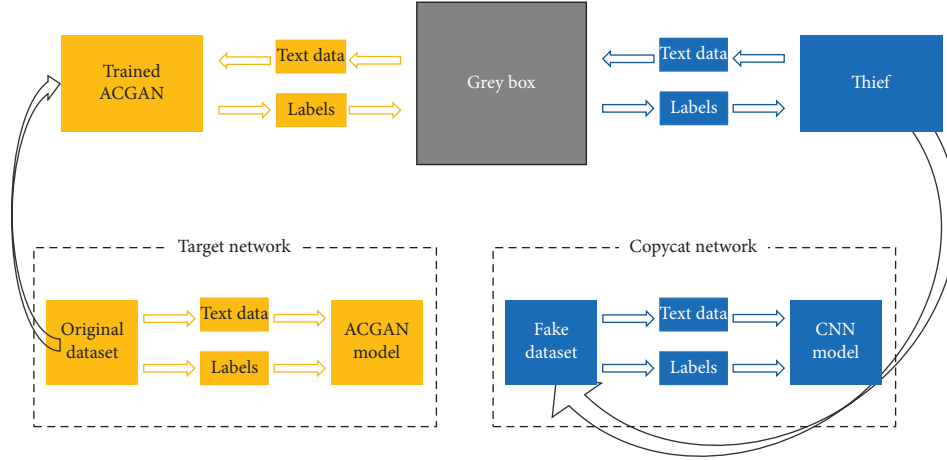 Trained
ACGAN
Text data
Labels
Grey box
Text data
Labels
Thief
Target network
Original
dataset
Text data
Labels
ACGAN
model
Copycat network
Fake
dataset
Text data
Labels
CNN
model